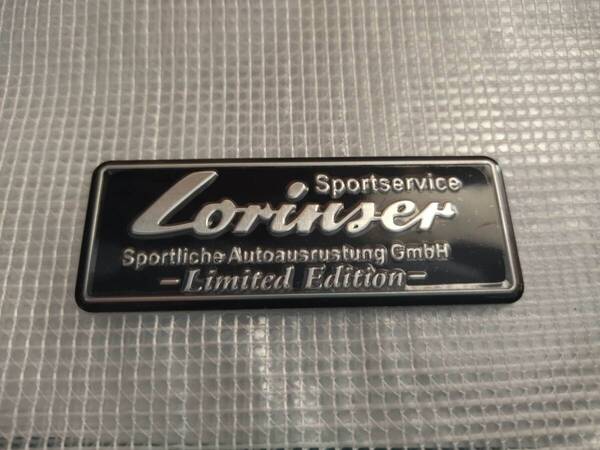 Sportservice
Lorinser
Sportliche Autoausrustung GmbH
-Limited Edition-